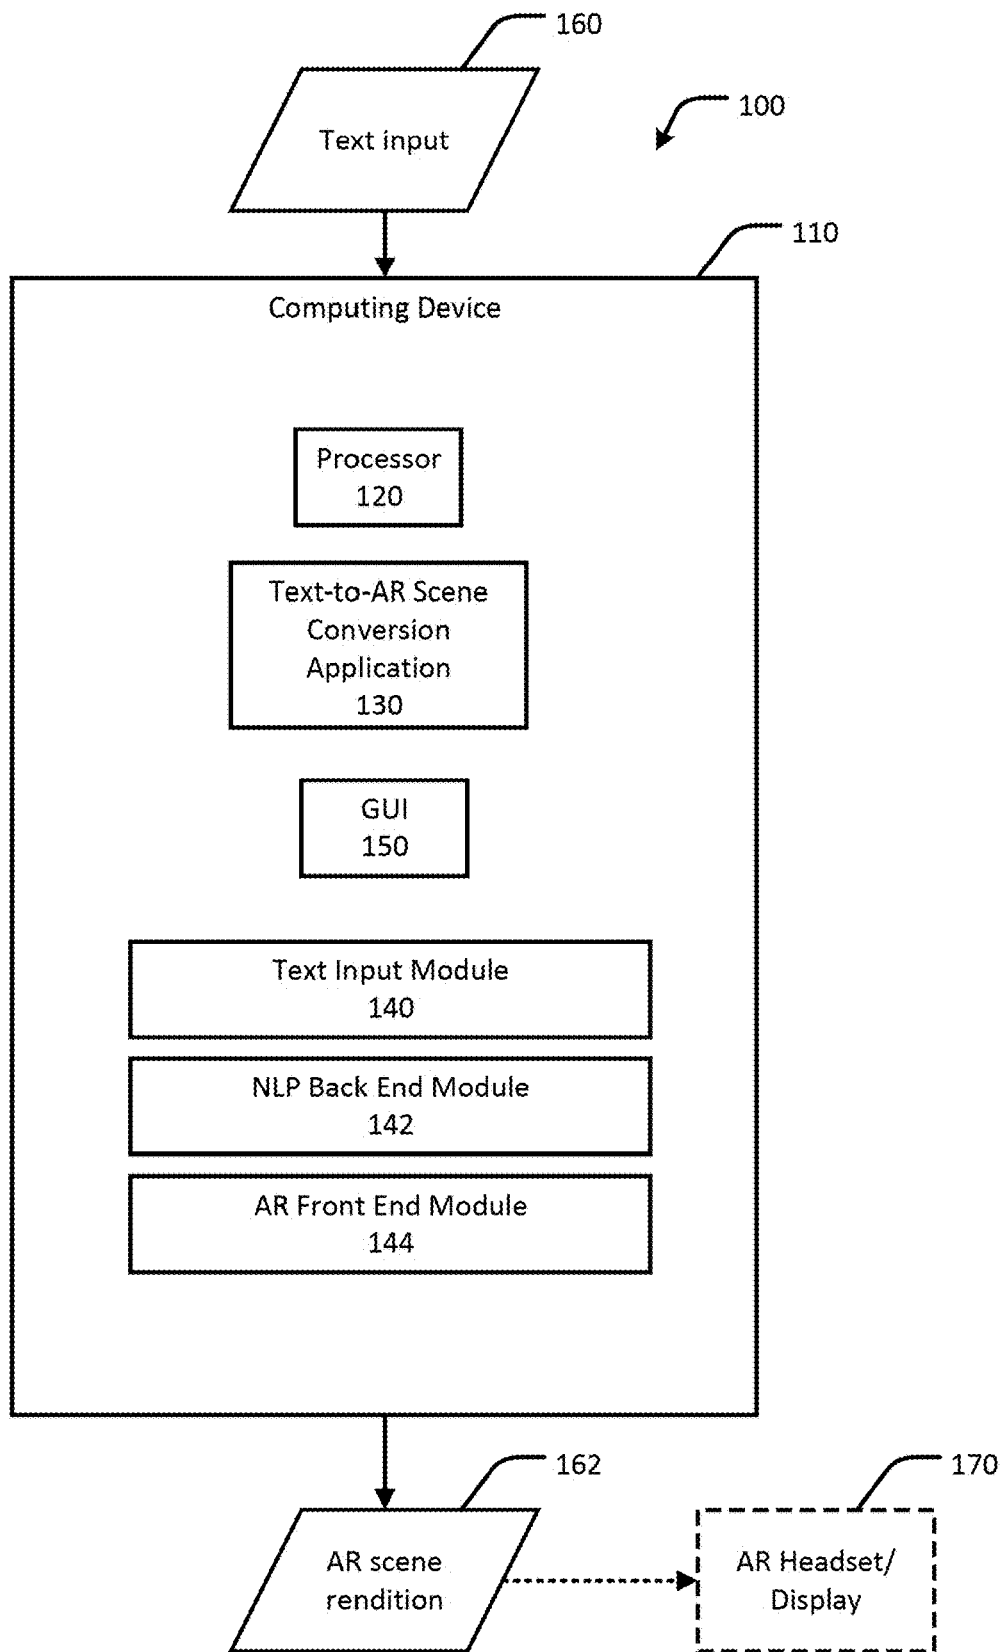 160
Text input
100
110
Computing Device
Processor
120
Text-to-AR Scene
Conversion
Application
130
GUI
150
Text Input Module
140
NLP Back End Module
142
AR Front End Module
144
162
170
AR scene
rendition
AR Headset/
Display